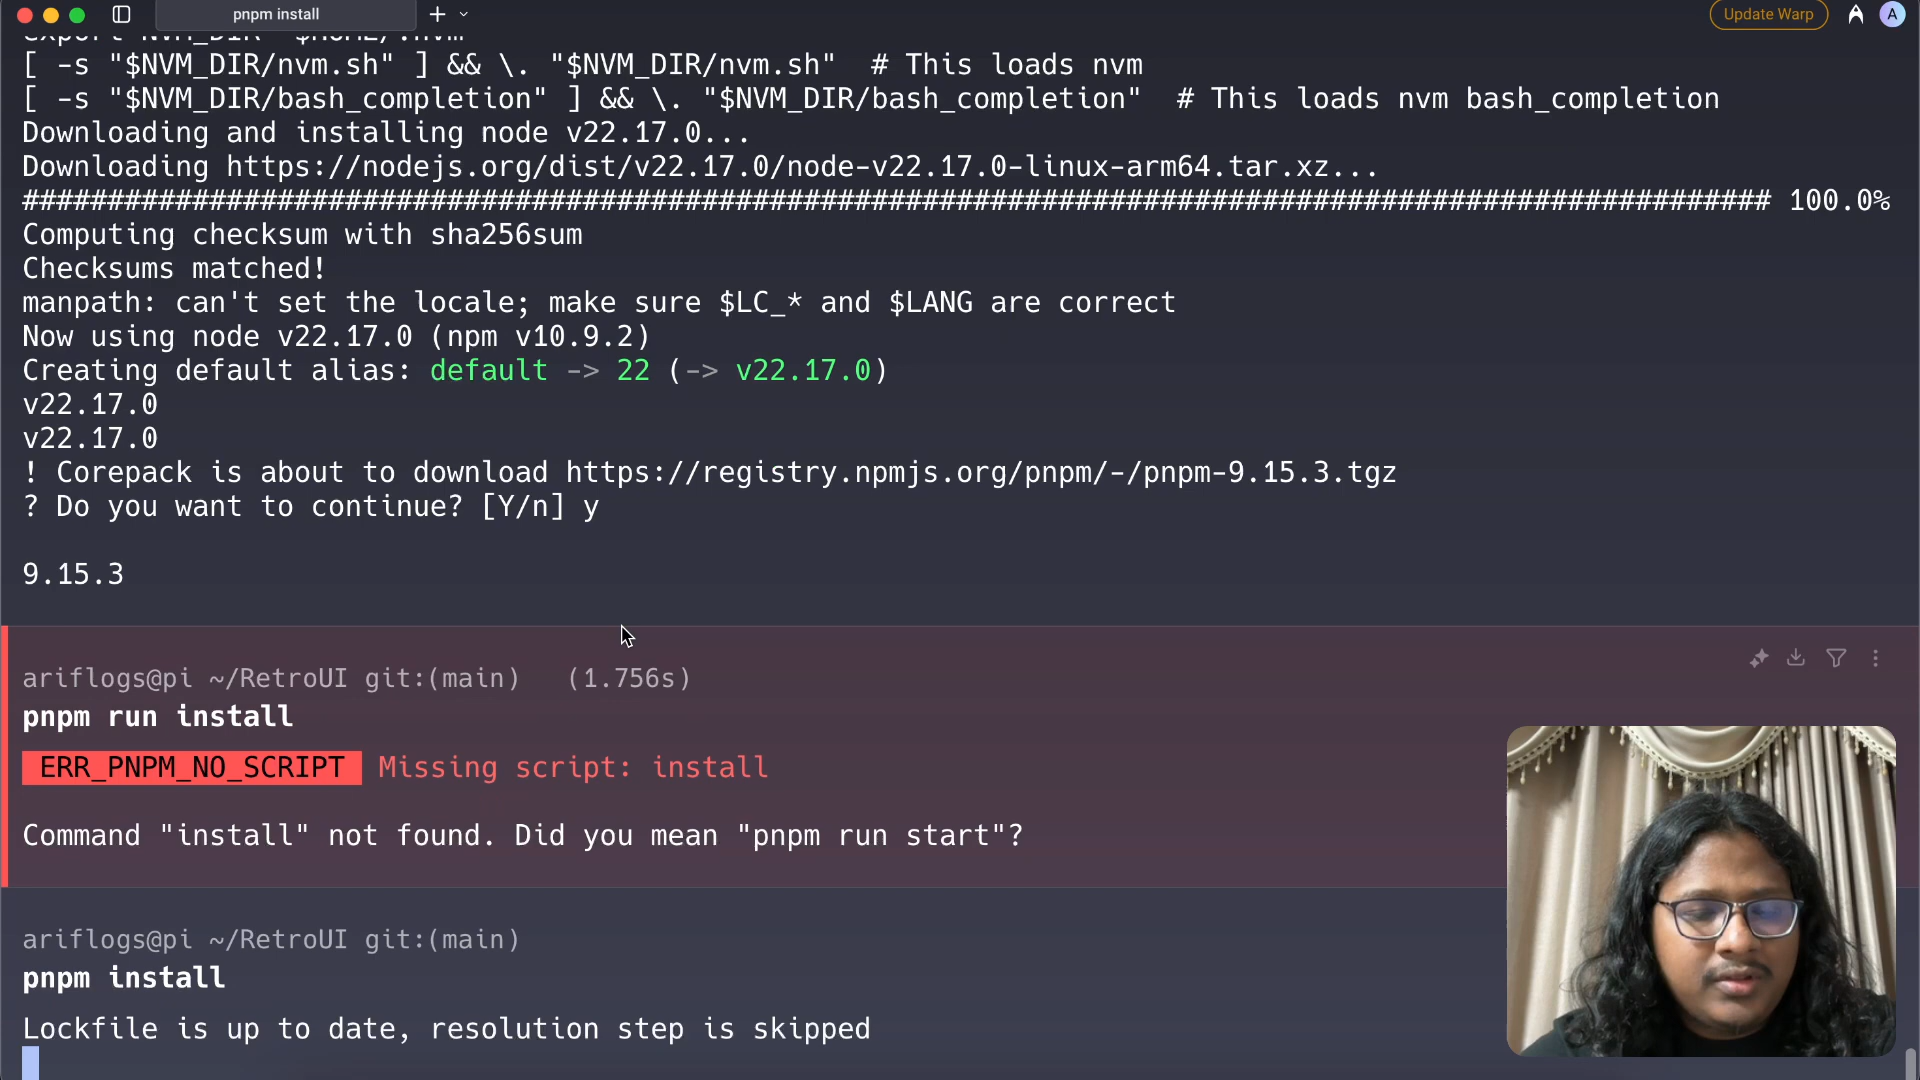 pnpm install
Update Warp
A
export NVM_DIR="$HOME/.nvm"
[ -s "$NVM_DIR/nvm.sh" ] && \. "$NVM_DIR/nvm.sh"  # This loads nvm
[ -s "$NVM_DIR/bash_completion" ] && \. "$NVM_DIR/bash_completion"  # This loads nvm bash_completion
Downloading and installing node v22.17.0...
Downloading https://nodejs.org/dist/v22.17.0/node-v22.17.0-linux-arm64.tar.xz...
####################################################################################################### 100.0%
Computing checksum with sha256sum
Checksums matched!
manpath: can't set the locale; make sure $LC_* and $LANG are correct
Now using node v22.17.0 (npm v10.9.2)
Creating default alias: default -> 22 (-> v22.17.0)
v22.17.0
v22.17.0
! Corepack is about to download https://registry.npmjs.org/pnpm/-/pnpm-9.15.3.tgz
? Do you want to continue? [Y/n] y
9.15.3
ariflogs@pi ~/RetroUI git:(main)   (1.756s)
pnpm run install
ERR_PNPM_NO_SCRIPT  Missing script: install
Command "install" not found. Did you mean "pnpm run start"?
ariflogs@pi ~/RetroUI git:(main)
pnpm install
Lockfile is up to date, resolution step is skipped